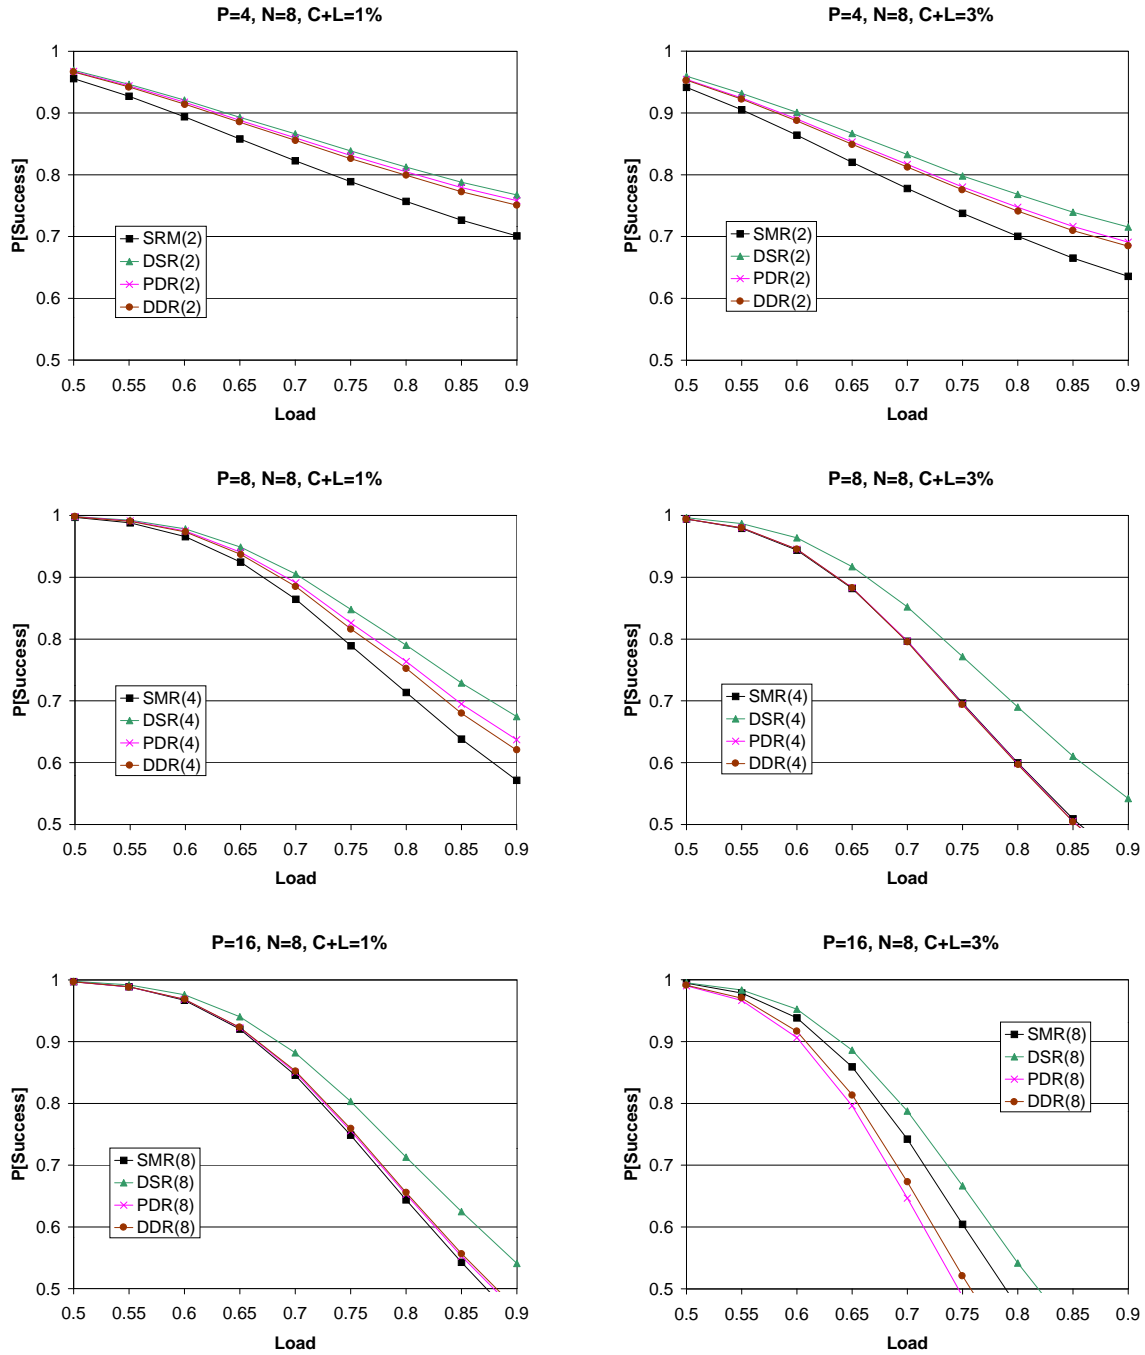 P=4, N=8, C+L=1%
1
0.9
0.8
0.7
0.6
0.5
P[Success]
SRM(2)
DSR(2)
PDR(2)
DDR(2)
0.5 0.55 0.6 0.65 0.7 0.75 0.8 0.85 0.9
Load
P=4, N=8, C+L=3%
1
0.9
0.8
0.7
0.6
0.5
P[Success]
SMR(2)
DSR(2)
PDR(2)
DDR(2)
0.5 0.55 0.6 0.65 0.7 0.75 0.8 0.85 0.9
Load
P=8, N=8, C+L=1%
1
0.9
0.8
0.7
0.6
0.5
P[Success]
SMR(4)
DSR(4)
PDR(4)
DDR(4)
0.5 0.55 0.6 0.65 0.7 0.75 0.8 0.85 0.9
Load
P=8, N=8, C+L=3%
1
0.9
0.8
0.7
0.6
0.5
P[Success]
SMR(4)
DSR(4)
PDR(4)
DDR(4)
0.5 0.55 0.6 0.65 0.7 0.75 0.8 0.85 0.9
Load
P=16, N=8, C+L=1%
1
0.9
0.8
0.7
0.6
0.5
P[Success]
SMR(8)
DSR(8)
PDR(8)
DDR(8)
0.5 0.55 0.6 0.65 0.7 0.75 0.8 0.85 0.9
Load
P=16, N=8, C+L=3%
1
0.9
0.8
0.7
0.6
0.5
P[Success]
SMR(8)
DSR(8)
PDR(8)
DDR(8)
0.5 0.55 0.6 0.65 0.7 0.75 0.8 0.85 0.9
Load